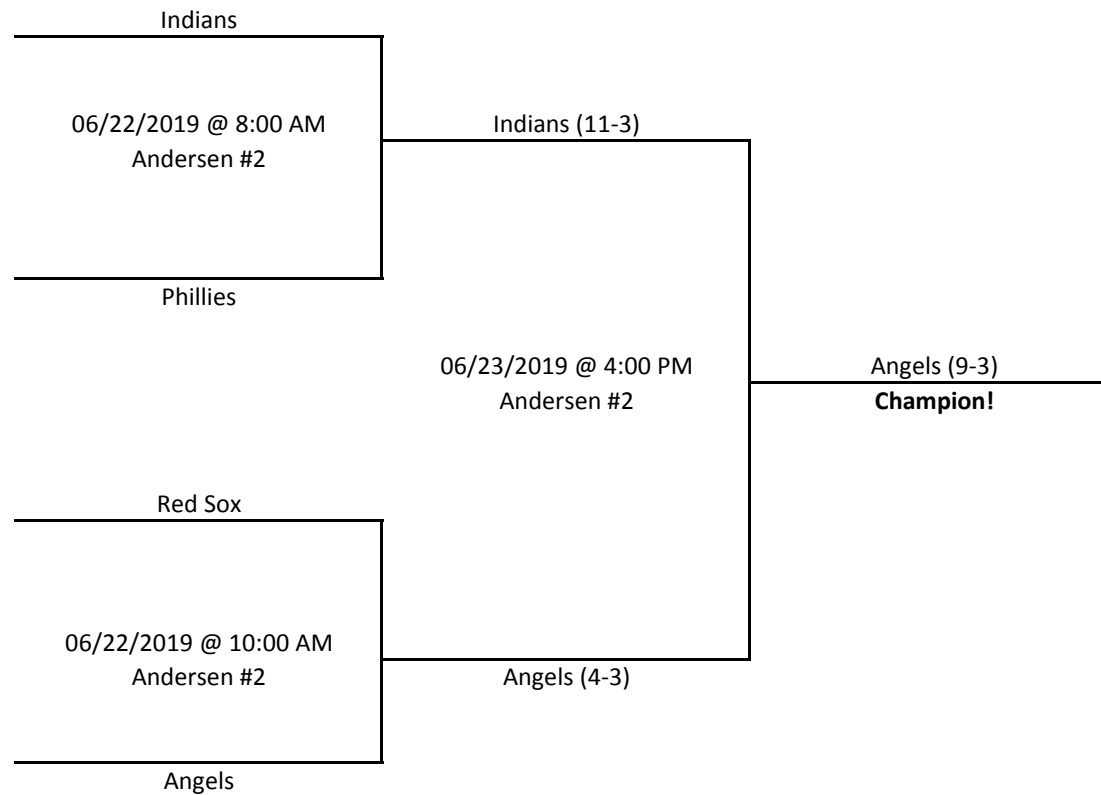 Indians
06/22/2019 @ 8:00 AM
Andersen #2
Indians (11-3)
Phillies
06/23/2019 @ 4:00 PM
Andersen #2
Angels (9-3)
Champion!
Red Sox
06/22/2019 @ 10:00 AM
Andersen #2
Angels (4-3)
Angels